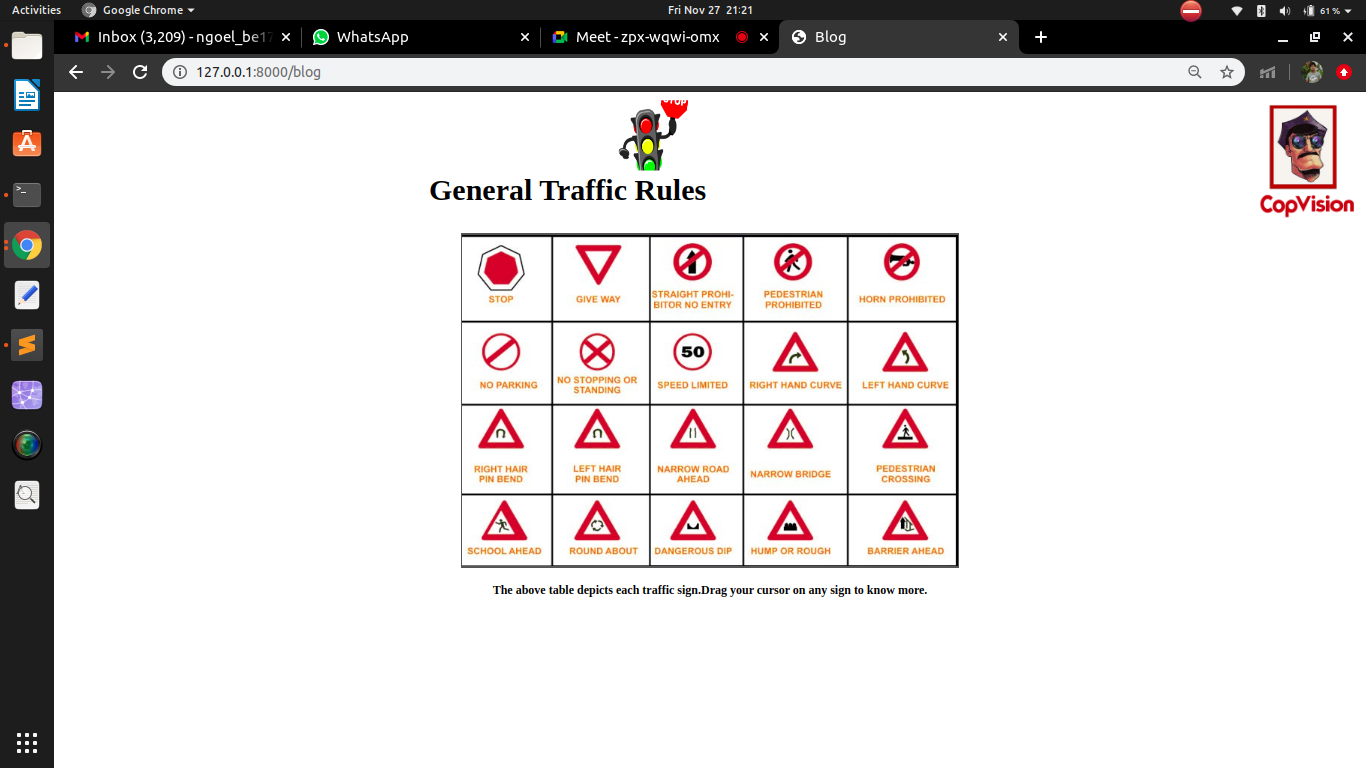 Activities
Google Chrome
Fri Nov 27 21:21
61 %
Inbox (3,209) - ngoel_be17
WhatsApp
Meet - zpx-wqwi-omx
Blog
127.0.0.1:8000/blog
STOP
General Traffic Rules
CopVision
STOP
GIVE WAY
STRAIGHT PROHI-
BITOR NO ENTRY
PEDESTRIAN
PROHIBITED
HORN PROHIBITED
50
NO PARKING
NO STOPPING OR
STANDING
SPEED LIMITED
RIGHT HAND CURVE
LEFT HAND CURVE
RIGHT HAIR
PIN BEND
LEFT HAIR
PIN BEND
NARROW ROAD
AHEAD
NARROW BRIDGE
PEDESTRIAN
CROSSING
SCHOOL AHEAD
ROUND ABOUT
DANGEROUS DIP
HUMP OR ROUGH
BARRIER AHEAD
The above table depicts each traffic sign.Drag your cursor on any sign to know more.